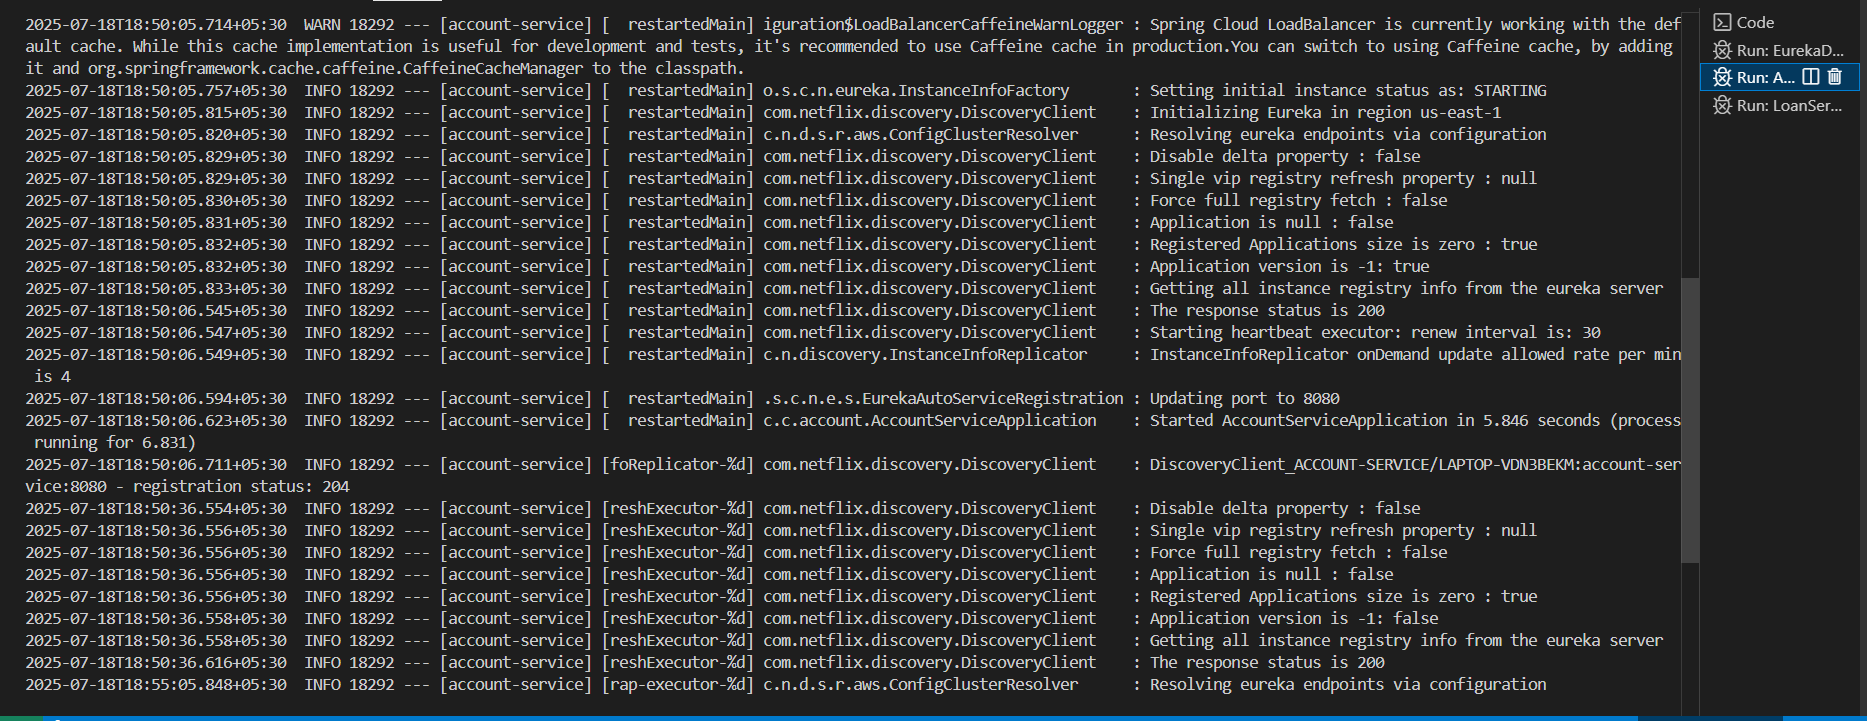 2025-07-18T18:50:05.714+05:30  WARN 18292 --- [account-service] [  restartedMain] iguration$LoadBalancerCaffeineWarnLogger : Spring Cloud LoadBalancer is currently working with the def
ault cache. While this cache implementation is useful for development and tests, it's recommended to use Caffeine cache in production.You can switch to using Caffeine cache, by adding
it and org.springframework.cache.caffeine.CaffeineCacheManager to the classpath.
2025-07-18T18:50:05.757+05:30  INFO 18292 --- [account-service] [  restartedMain] o.s.c.n.eureka.InstanceInfoFactory       : Setting initial instance status as: STARTING
2025-07-18T18:50:05.815+05:30  INFO 18292 --- [account-service] [  restartedMain] com.netflix.discovery.DiscoveryClient    : Initializing Eureka in region us-east-1
2025-07-18T18:50:05.820+05:30  INFO 18292 --- [account-service] [  restartedMain] c.n.d.s.r.aws.ConfigClusterResolver      : Resolving eureka endpoints via configuration
2025-07-18T18:50:05.829+05:30  INFO 18292 --- [account-service] [  restartedMain] com.netflix.discovery.DiscoveryClient    : Disable delta property : false
2025-07-18T18:50:05.829+05:30  INFO 18292 --- [account-service] [  restartedMain] com.netflix.discovery.DiscoveryClient    : Single vip registry refresh property : null
2025-07-18T18:50:05.830+05:30  INFO 18292 --- [account-service] [  restartedMain] com.netflix.discovery.DiscoveryClient    : Force full registry fetch : false
2025-07-18T18:50:05.831+05:30  INFO 18292 --- [account-service] [  restartedMain] com.netflix.discovery.DiscoveryClient    : Application is null : false
2025-07-18T18:50:05.832+05:30  INFO 18292 --- [account-service] [  restartedMain] com.netflix.discovery.DiscoveryClient    : Registered Applications size is zero : true
2025-07-18T18:50:05.832+05:30  INFO 18292 --- [account-service] [  restartedMain] com.netflix.discovery.DiscoveryClient    : Application version is -1: true
2025-07-18T18:50:05.833+05:30  INFO 18292 --- [account-service] [  restartedMain] com.netflix.discovery.DiscoveryClient    : Getting all instance registry info from the eureka server
2025-07-18T18:50:06.545+05:30  INFO 18292 --- [account-service] [  restartedMain] com.netflix.discovery.DiscoveryClient    : The response status is 200
2025-07-18T18:50:06.547+05:30  INFO 18292 --- [account-service] [  restartedMain] com.netflix.discovery.DiscoveryClient    : Starting heartbeat executor: renew interval is: 30
2025-07-18T18:50:06.549+05:30  INFO 18292 --- [account-service] [  restartedMain] c.n.discovery.InstanceInfoReplicator     : InstanceInfoReplicator onDemand update allowed rate per min
 is 4
2025-07-18T18:50:06.594+05:30  INFO 18292 --- [account-service] [  restartedMain] .s.c.n.e.s.EurekaAutoServiceRegistration : Updating port to 8080
2025-07-18T18:50:06.623+05:30  INFO 18292 --- [account-service] [  restartedMain] c.c.account.AccountServiceApplication    : Started AccountServiceApplication in 5.846 seconds (process
 running for 6.831)
2025-07-18T18:50:06.711+05:30  INFO 18292 --- [account-service] [foReplicator-%d] com.netflix.discovery.DiscoveryClient    : DiscoveryClient_ACCOUNT-SERVICE/LAPTOP-VDN3BEKM:account-ser
vice:8080 - registration status: 204
2025-07-18T18:50:36.554+05:30  INFO 18292 --- [account-service] [reshExecutor-%d] com.netflix.discovery.DiscoveryClient    : Disable delta property : false
2025-07-18T18:50:36.556+05:30  INFO 18292 --- [account-service] [reshExecutor-%d] com.netflix.discovery.DiscoveryClient    : Single vip registry refresh property : null
2025-07-18T18:50:36.556+05:30  INFO 18292 --- [account-service] [reshExecutor-%d] com.netflix.discovery.DiscoveryClient    : Force full registry fetch : false
2025-07-18T18:50:36.556+05:30  INFO 18292 --- [account-service] [reshExecutor-%d] com.netflix.discovery.DiscoveryClient    : Application is null : false
2025-07-18T18:50:36.556+05:30  INFO 18292 --- [account-service] [reshExecutor-%d] com.netflix.discovery.DiscoveryClient    : Registered Applications size is zero : true
2025-07-18T18:50:36.558+05:30  INFO 18292 --- [account-service] [reshExecutor-%d] com.netflix.discovery.DiscoveryClient    : Application version is -1: false
2025-07-18T18:50:36.558+05:30  INFO 18292 --- [account-service] [reshExecutor-%d] com.netflix.discovery.DiscoveryClient    : Getting all instance registry info from the eureka server
2025-07-18T18:50:36.616+05:30  INFO 18292 --- [account-service] [reshExecutor-%d] com.netflix.discovery.DiscoveryClient    : The response status is 200
2025-07-18T18:55:05.848+05:30  INFO 18292 --- [account-service] [rap-executor-%d] c.n.d.s.r.aws.ConfigClusterResolver      : Resolving eureka endpoints via configuration
Code
Run: EurekaD...
Run: A...
Run: LoanSer...